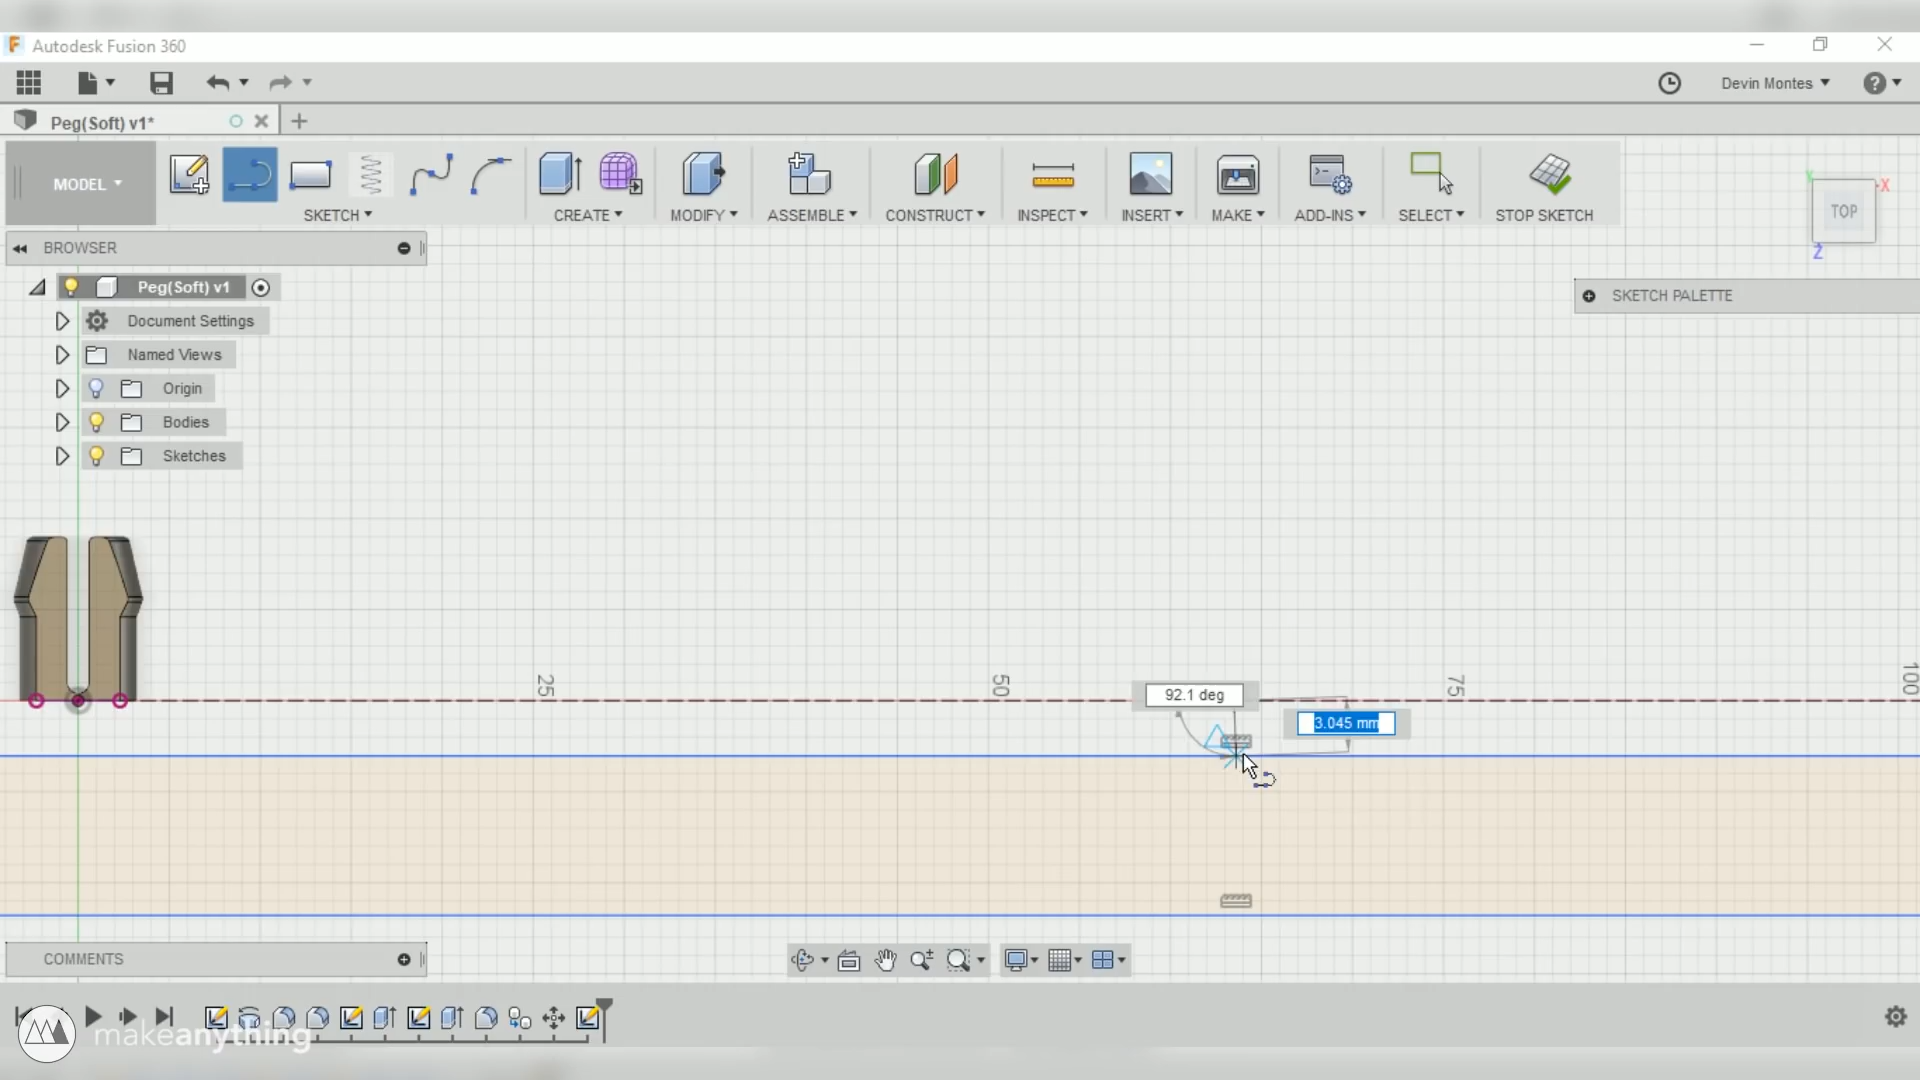 Autodesk Fusion 360
Devin Montes
Peg(Soft) v1*
MODEL
SKETCH
CREATE
MODIFY
ASSEMBLE
CONSTRUCT
INSPECT
INSERT
MAKE
ADD-INS
SELECT
STOP SKETCH
TOP
X
Y
Z
BROWSER
Peg(Soft) v1
SKETCH PALETTE
Document Settings
Named Views
Origin
Bodies
Sketches
25
50
75
100
92.1 deg
3.045 mm
COMMENTS
makeanything